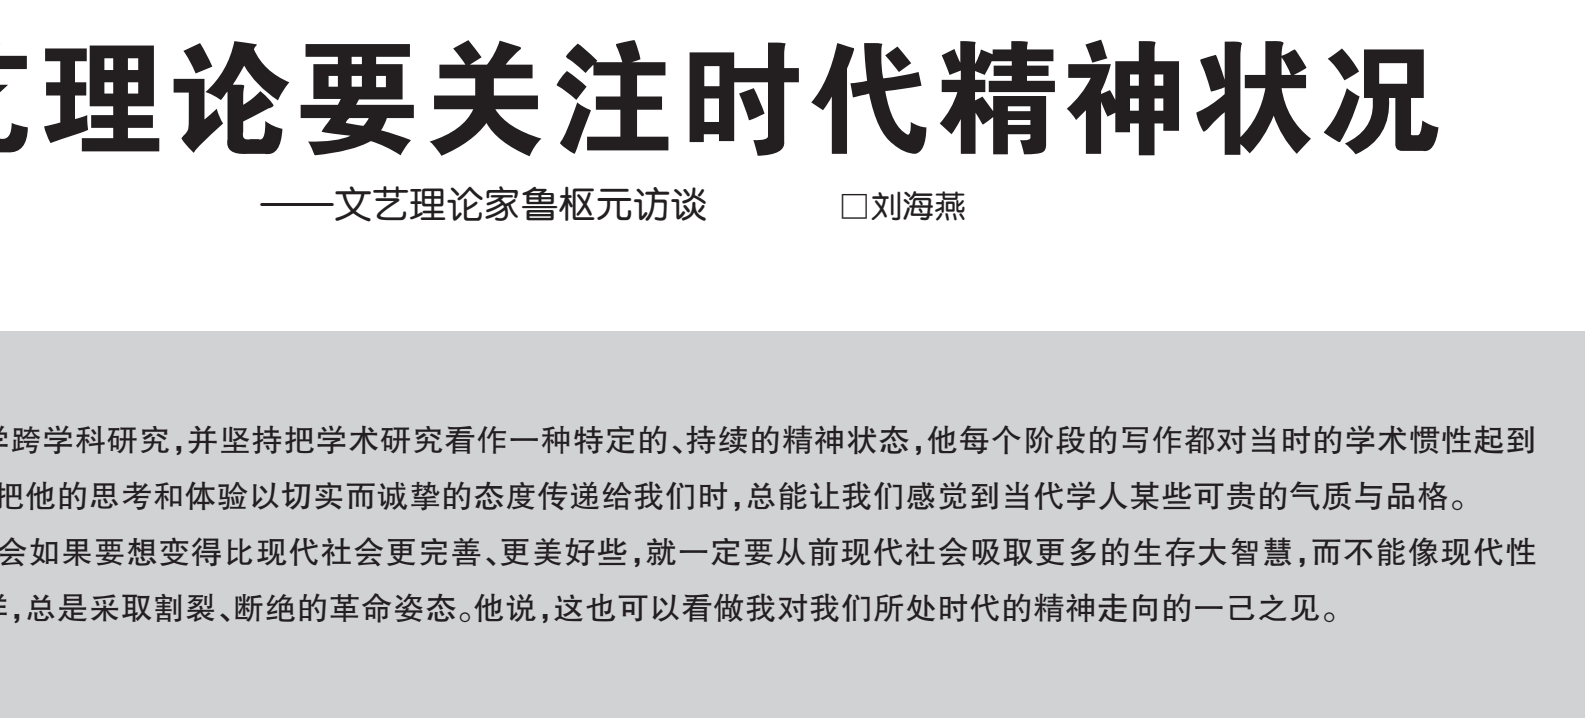 艺理论要关注时代精神状况
——文艺理论家鲁枢元访谈 □刘海燕
学跨学科研究,并坚持把学术研究看作一种特定的、持续的精神状态,他每个阶段的写作都对当时的学术惯性起到
把他的思考和体验以切实而诚挚的态度传递给我们时,总能让我们感觉到当代学人某些可贵的气质与品格。
会如果要想变得比现代社会更完善、更美好些,就一定要从前现代社会吸取更多的生存大智慧,而不能像现代性
样,总是采取割裂、断绝的革命姿态。他说,这也可以看做我对我们所处时代的精神走向的一己之见。